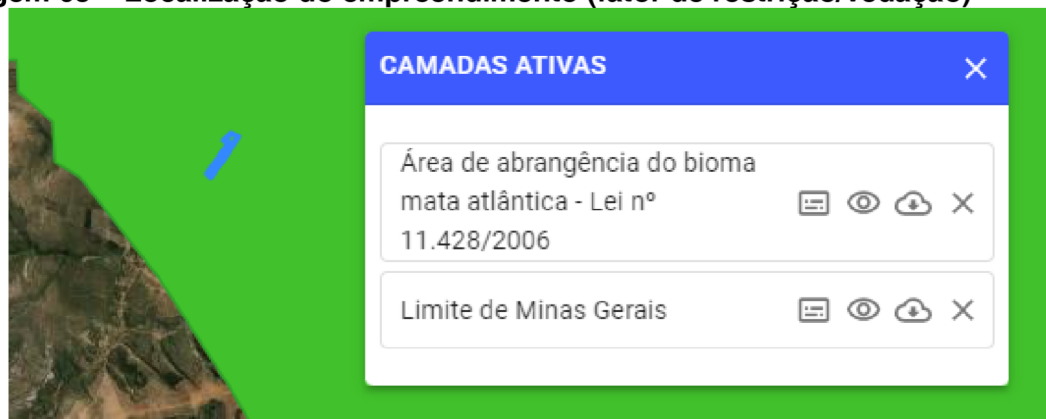 CAMADAS ATIVAS
Área de abrangência do bioma
mata atlântica - Lei nº
11.428/2006
Limite de Minas Gerais